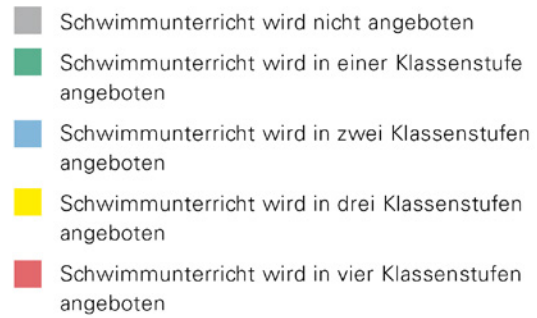 Schwimmunterricht wird nicht angeboten
Schwimmunterricht wird in einer Klassenstufe
angeboten
Schwimmunterricht wird in zwei Klassenstufen
angeboten
Schwimmunterricht wird in drei Klassenstufen
angeboten
Schwimmunterricht wird in vier Klassenstufen
angeboten